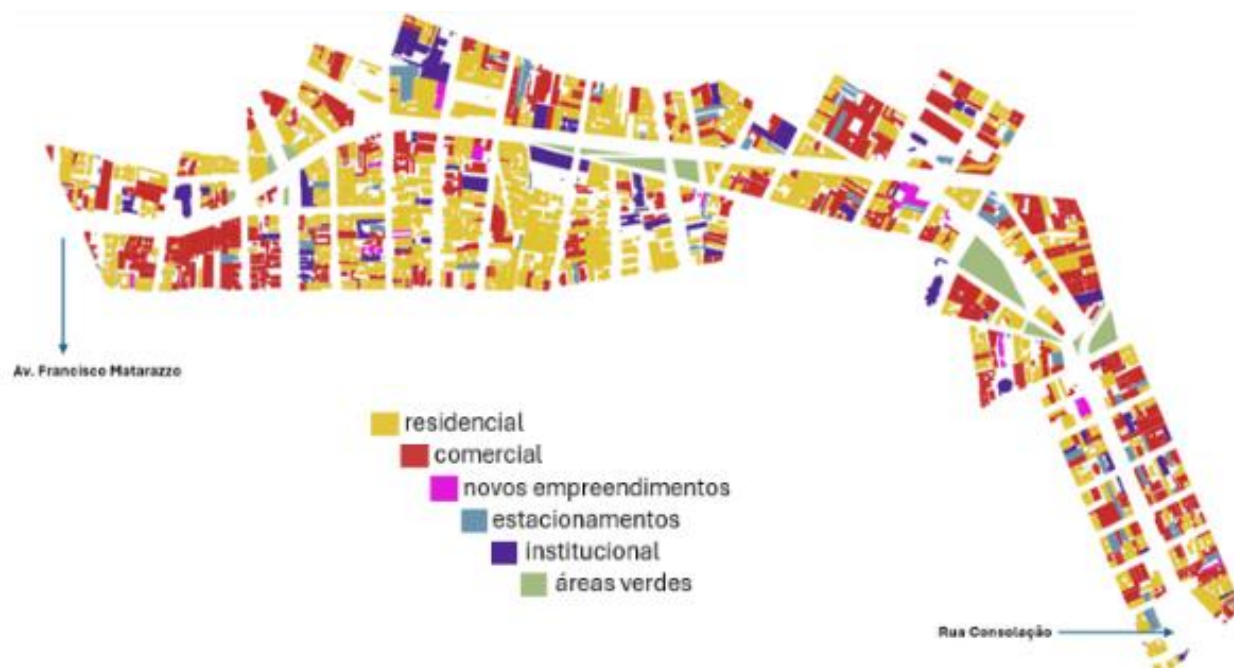 Av. Francisco Matarazzo
residencial
comercial
novos empreendimentos
estacionamentos
institucional
áreas verdes
Rua Consolação